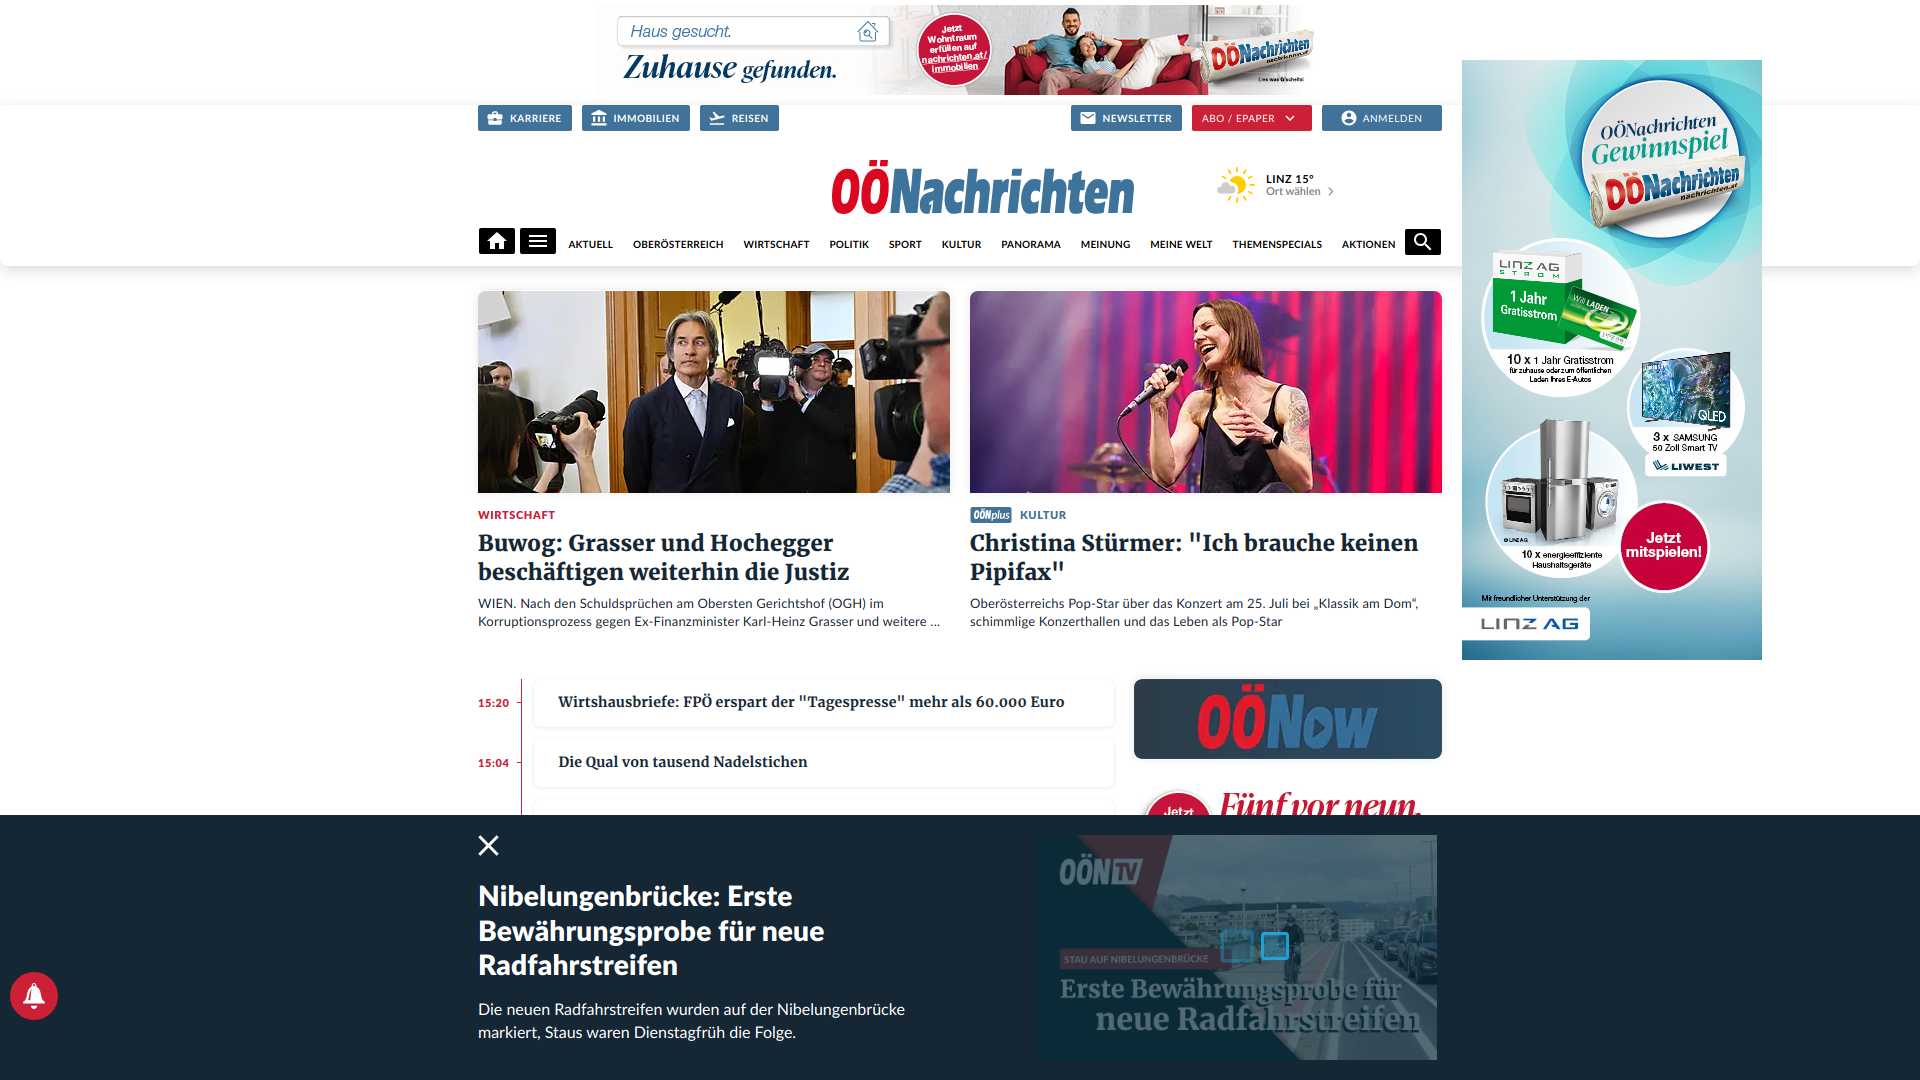 Haus gesucht.
Zuhause gefunden.
Jetzt
Wohntraum
erfüllen auf
nachrichten.at/
immobilien
OÖNachrichten
Lies was Gscheits!
KARRIERE
IMMOBILIEN
REISEN
NEWSLETTER
ABO / EPAPER
ANMELDEN
OÖNachrichten
LINZ 15°
Ort wählen
AKTUELL
OBERÖSTERREICH
WIRTSCHAFT
POLITIK
SPORT
KULTUR
PANORAMA
MEINUNG
MEINE WELT
THEMENSPECIALS
AKTIONEN
OÖNachrichten
Gewinnspiel
OÖNachrichten
nachrichten.at
LINZ AG
STROM
1 Jahr
Gratisstrom
Will LADEN
10 x 1 Jahr Gratisstrom
für zuhause oder zum öffentlichen
Laden Ihres E-Autos
QLED
3 x SAMSUNG
50 Zoll Smart TV
LIWEST
© LINZ AG
10 x energieeffiziente
Haushaltsgeräte
Jetzt
mitspielen!
Mit freundlicher Unterstützung der
LINZ AG
WIRTSCHAFT
Buwog: Grasser und Hochegger
beschäftigen weiterhin die Justiz
WIEN. Nach den Schuldsprüchen am Obersten Gerichtshof (OGH) im
Korruptionsprozess gegen Ex-Finanzminister Karl-Heinz Grasser und weitere ...
OÖNplus KULTUR
Christina Stürmer: "Ich brauche keinen
Pipifax"
Oberösterreichs Pop-Star über das Konzert am 25. Juli bei „Klassik am Dom“,
schimmlige Konzerthallen und das Leben als Pop-Star
15:20 Wirtshausbriefe: FPÖ erspart der "Tagespresse" mehr als 60.000 Euro
15:04 Die Qual von tausend Nadelstichen
OÖNow
Jetzt
Fünf vor neun.
Nibelungenbrücke: Erste
Bewährungsprobe für neue
Radfahrstreifen
Die neuen Radfahrstreifen wurden auf der Nibelungenbrücke
markiert, Staus waren Dienstagfrüh die Folge.
OÖN TV
STAU AUF NIBELUNGENBRÜCKE
Erste Bewährungsprobe für
neue Radfahrstreifen